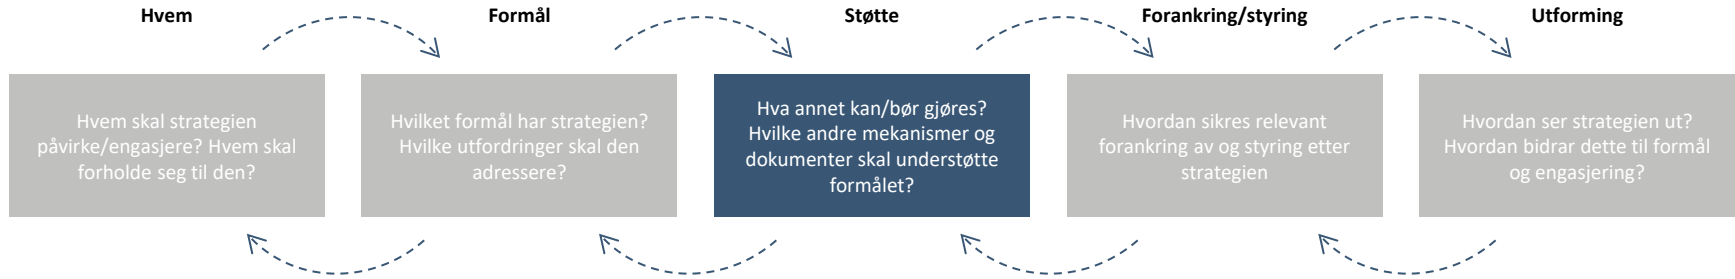 Hvem
Formål
Støtte
Forankring/styring
Utforming
Hvem skal strategien
påvirke/engasjere? Hvem skal
forholde seg til den?
Hvilket formål har strategien?
Hvilke utfordringer skal den
adressere?
Hva annet kan/bør gjøres?
Hvilke andre mekanismer og
dokumenter skal understøtte
formålet?
Hvordan sikres relevant
forankring av og styring etter
strategien
Hvordan ser strategien ut?
Hvordan bidrar dette til formål
og engasjering?